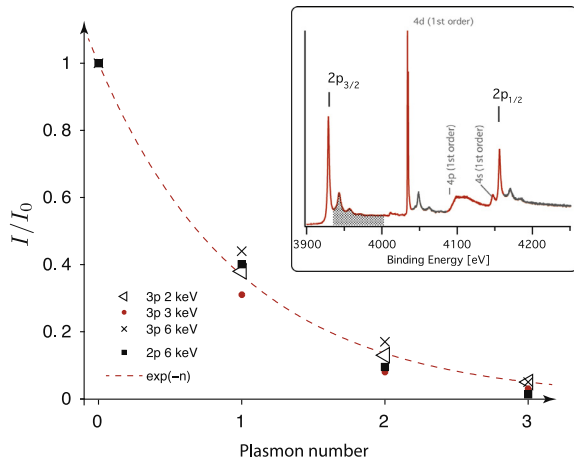 1
0.8
0.6
0.4
0.2
0
I/I₀
0
1
2
3
Plasmon number
3p 2 keV
3p 3 keV
3p 6 keV
2p 6 keV
exp(−n)
4d (1st order)
2p₃/₂
2p₁/₂
4p (1st order)
4s (1st order)
3900
4000
4100
4200
Binding Energy [eV]